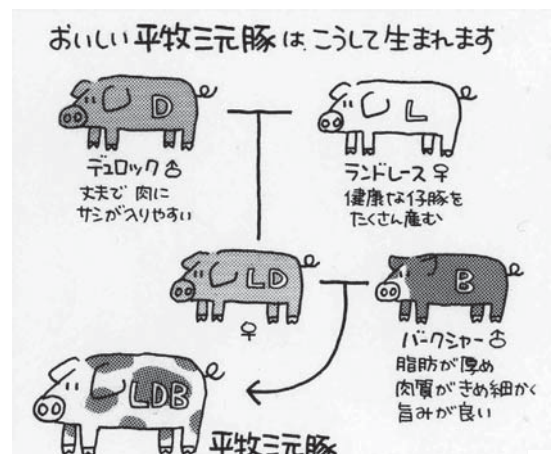 おいしい平牧三元豚は、こうして生まれます
D
L
デュロック♂
丈夫で肉に
サシが入りやすい
ランドレース♀
健康な仔豚を
たくさん産む
LD
♀
B
バークシャー♂
脂肪が厚め
肉質がきめ細かく
旨みが良い
LDB
平牧三元豚